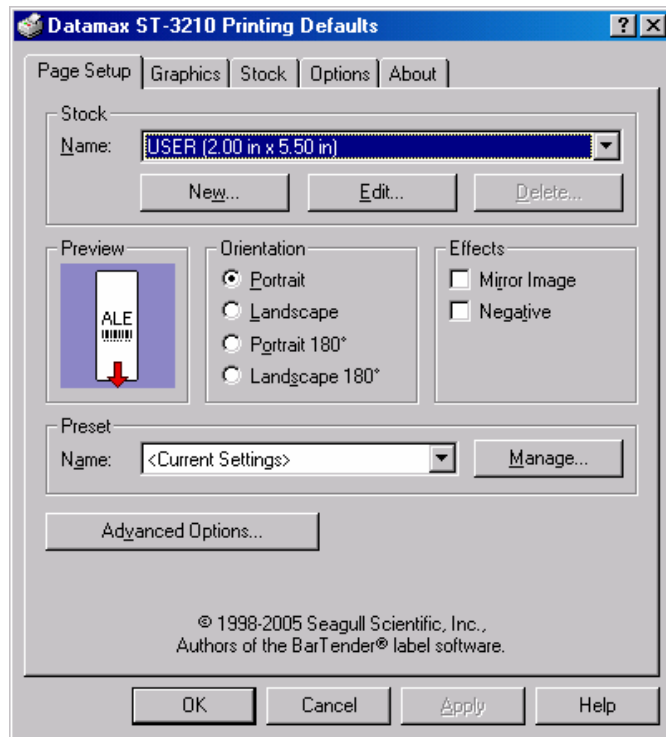 Datamax ST-3210 Printing Defaults
Page Setup Graphics Stock Options About
Stock
Name: USER (2.00 in x 5.50 in)
New... Edit... Delete...
Preview Orientation Effects
ALE
Portrait
Landscape
Portrait 180°
Landscape 180°
Mirror Image
Negative
Preset
Name: <Current Settings> Manage...
Advanced Options...
© 1998-2005 Seagull Scientific, Inc.,
Authors of the BarTender® label software.
OK Cancel Apply Help